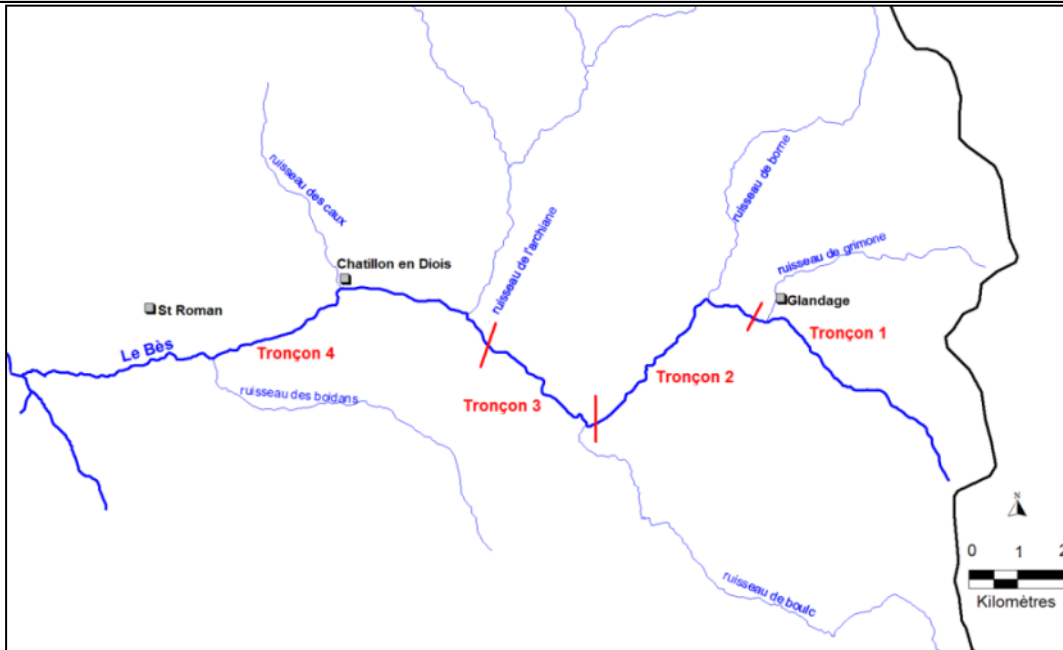 ruisseau des caux
ruisseau de l'archiane
ruisseau de borne
ruisseau de grimone
Chatillon en Diois
Glandage
St Roman
Tronçon 1
Le Bès
Tronçon 4
Tronçon 2
ruisseau des boidans
Tronçon 3
N
0 1 2
Kilomètres
ruisseau de boulc